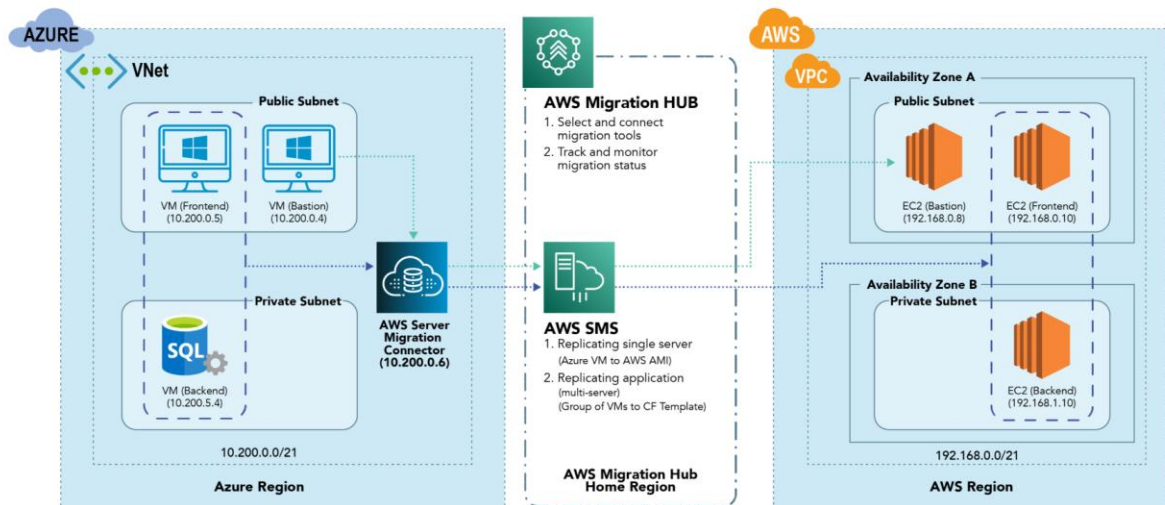 AZURE
VNet
Public Subnet
VM (Frontend)
(10.200.0.5)
VM (Bastion)
(10.200.0.4)
Private Subnet
SQL
VM (Backend)
(10.200.5.4)
10.200.0.0/21
Azure Region
AWS Server
Migration
Connector
(10.200.0.6)
AWS Migration HUB
1. Select and connect
migration tools
2. Track and monitor
migration status
AWS SMS
1. Replicating single server
(Azure VM to AWS AMI)
2. Replicating application
(multi-server)
(Group of VMs to CF Template)
AWS Migration Hub
Home Region
AWS
VPC
Availability Zone A
Public Subnet
EC2 (Bastion)
(192.168.0.8)
EC2 (Frontend)
(192.168.0.10)
Availability Zone B
Private Subnet
EC2 (Backend)
(192.168.1.10)
192.168.0.0/21
AWS Region